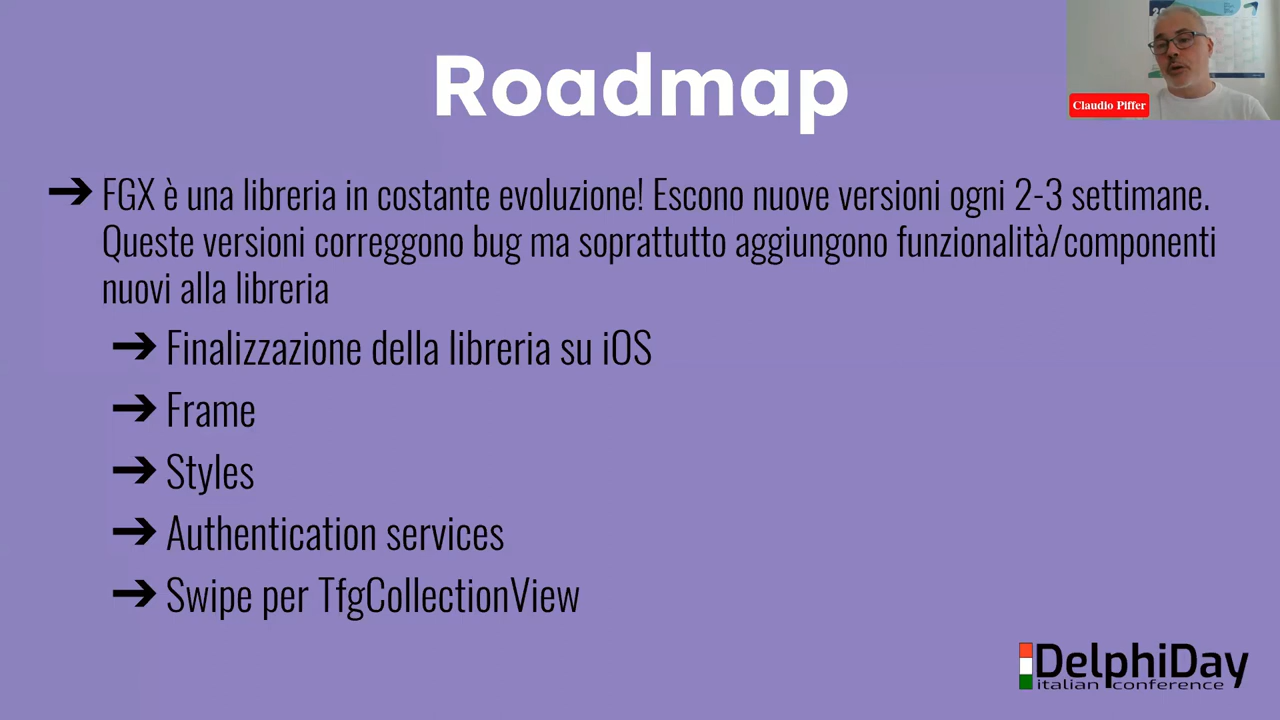 Roadmap
Claudio Piffer
➔ FGX è una libreria in costante evoluzione! Escono nuove versioni ogni 2-3 settimane.
Queste versioni correggono bug ma soprattutto aggiungono funzionalità/componenti
nuovi alla libreria
➔ Finalizzazione della libreria su iOS
➔ Frame
➔ Styles
➔ Authentication services
➔ Swipe per TfgCollectionView
DelphiDay
italian conference